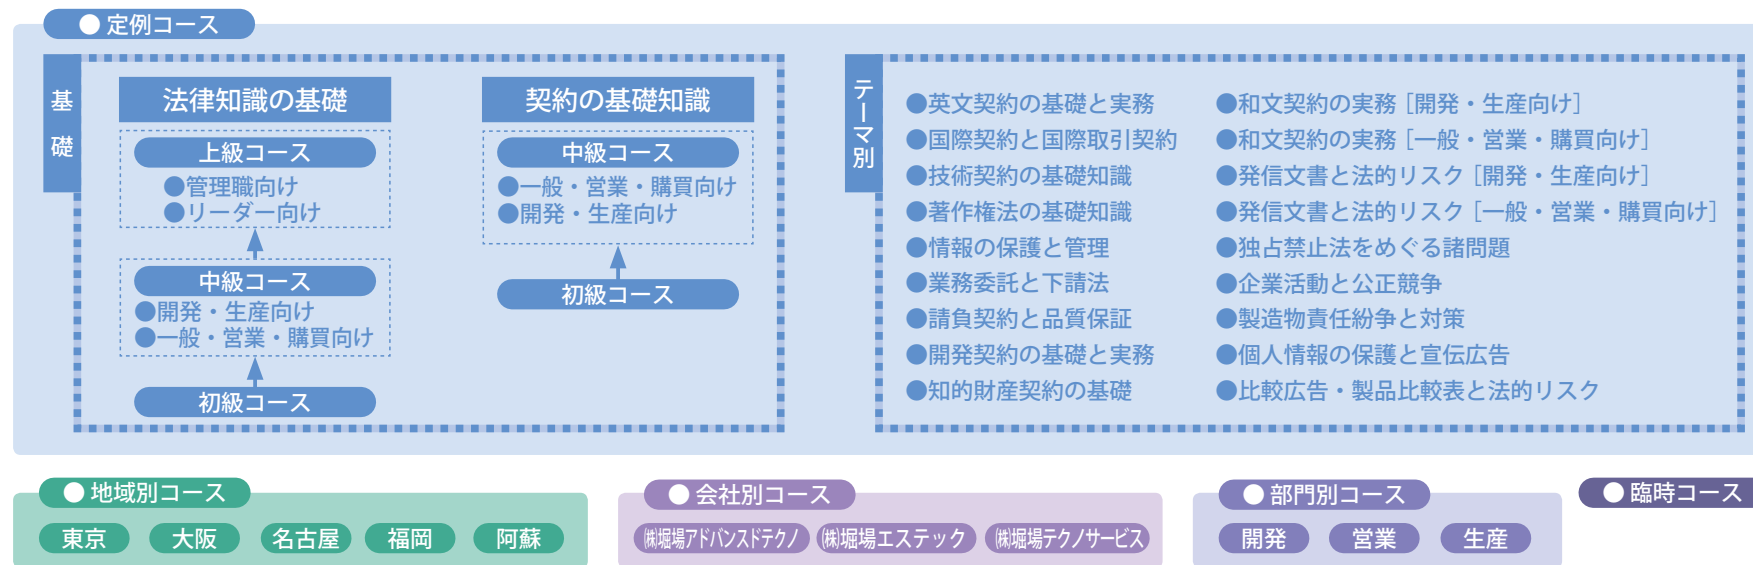 ●定例コース
基礎
法律知識の基礎
上級コース
●管理職向け
●リーダー向け
中級コース
●開発・生産向け
●一般・営業・購買向け
初級コース
契約の基礎知識
中級コース
●一般・営業・購買向け
●開発・生産向け
初級コース
テーマ別
●英文契約の基礎と実務
●国際契約と国際取引契約
●技術契約の基礎知識
●著作権法の基礎知識
●情報の保護と管理
●業務委託と下請法
●請負契約と品質保証
●開発契約の基礎と実務
●知的財産契約の基礎
●和文契約の実務［開発・生産向け］
●和文契約の実務［一般・営業・購買向け］
●発信文書と法的リスク［開発・生産向け］
●発信文書と法的リスク［一般・営業・購買向け］
●独占禁止法をめぐる諸問題
●企業活動と公正競争
●製造物責任紛争と対策
●個人情報の保護と宣伝広告
●比較広告・製品比較表と法的リスク
●地域別コース
東京
大阪
名古屋
福岡
阿蘇
●会社別コース
㈱堀場アドバンスドテクノ
㈱堀場エステック
㈱堀場テクノサービス
●部門別コース
開発
営業
生産
●臨時コース